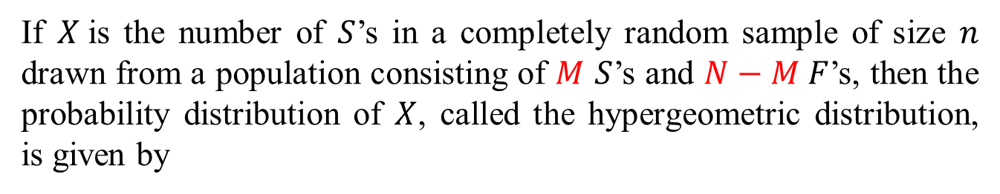 If X is the number of S’s in a completely random sample of size n
drawn from a population consisting of M S’s and N − M F’s, then the
probability distribution of X, called the hypergeometric distribution,
is given by